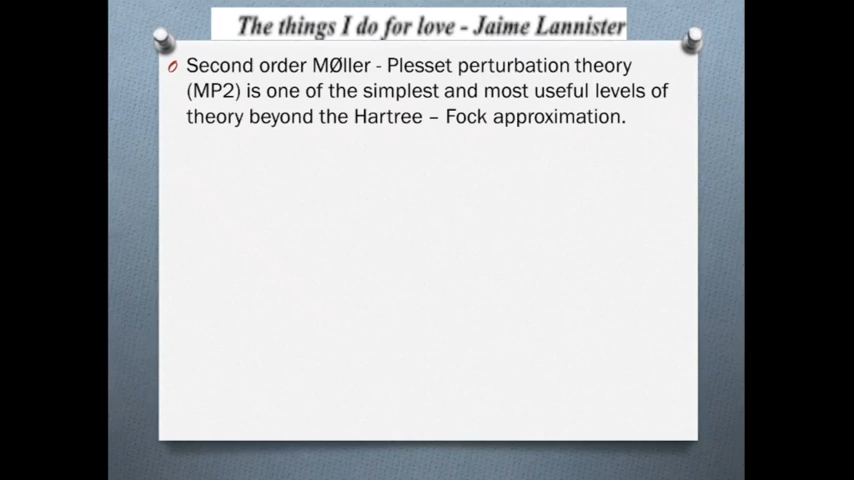 The things I do for love - Jaime Lannister
Second order MØller - Plesset perturbation theory
(MP2) is one of the simplest and most useful levels of
theory beyond the Hartree – Fock approximation.